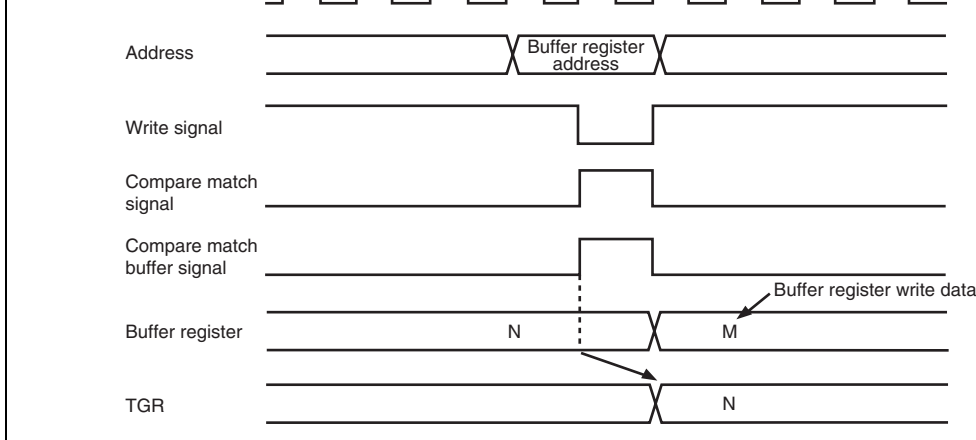 Address
Buffer register
address
Write signal
Compare match
signal
Compare match
buffer signal
Buffer register write data
Buffer register
N
M
TGR
N